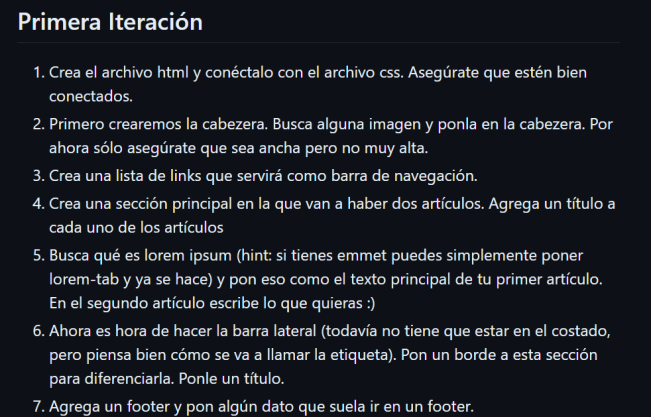 Primera Iteración
1. Crea el archivo html y conéctalo con el archivo css. Asegúrate que estén bien
conectados.
2. Primero crearemos la cabezera. Busca alguna imagen y ponla en la cabezera. Por
ahora sólo asegúrate que sea ancha pero no muy alta.
3. Crea una lista de links que servirá como barra de navegación.
4. Crea una sección principal en la que van a haber dos artículos. Agrega un título a
cada uno de los artículos
5. Busca qué es lorem ipsum (hint: si tienes emmet puedes simplemente poner
lorem-tab y ya se hace) y pon eso como el texto principal de tu primer artículo.
En el segundo artículo escribe lo que quieras :)
6. Ahora es hora de hacer la barra lateral (todavía no tiene que estar en el costado,
pero piensa bien cómo se va a llamar la etiqueta). Pon un borde a esta sección
para diferenciarla. Ponle un título.
7. Agrega un footer y pon algún dato que suela ir en un footer.